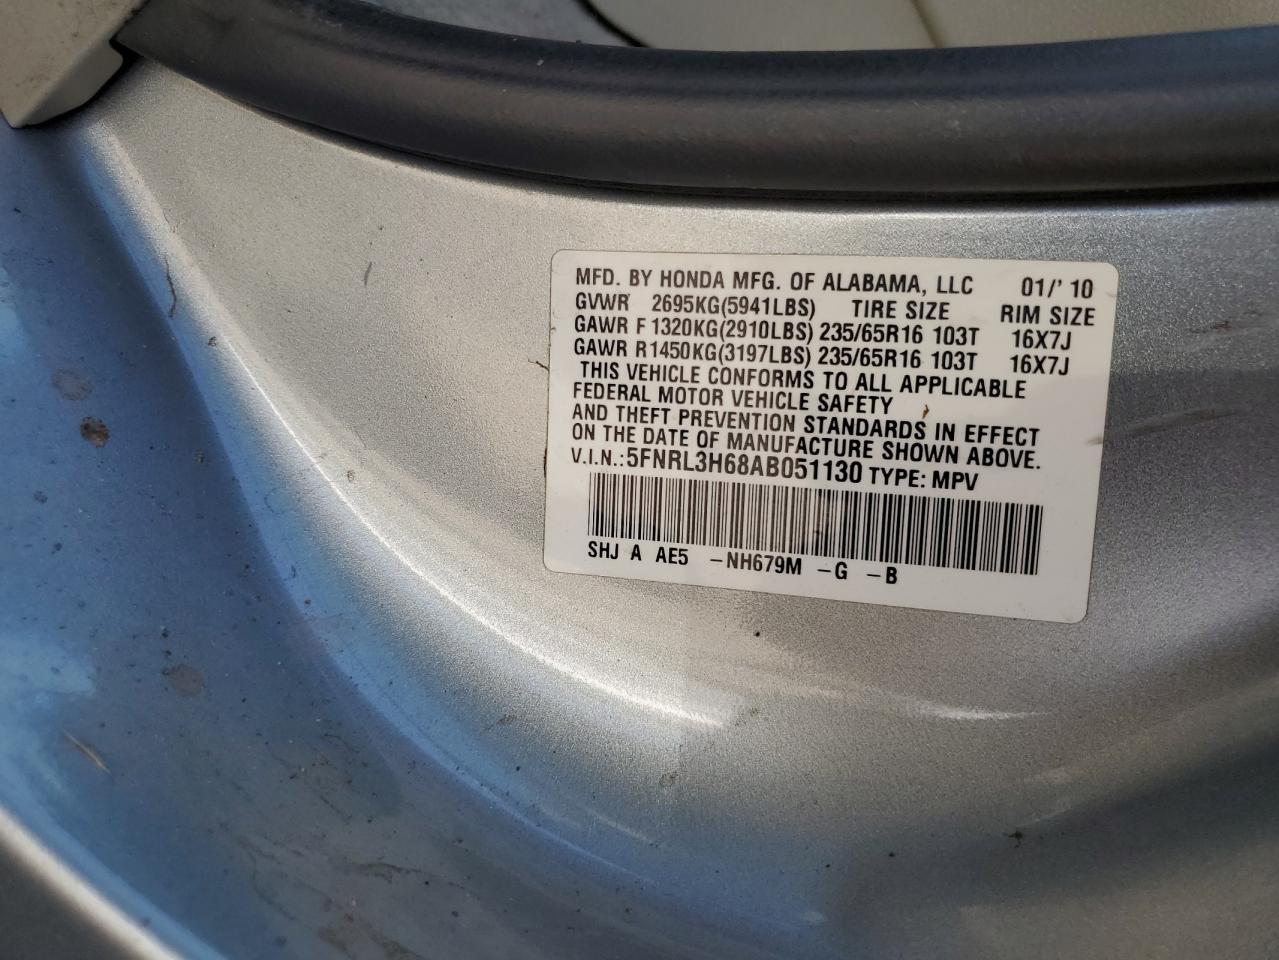 MFD. BY HONDA MFG. OF ALABAMA, LLC 01/'10
GVWR 2695KG(5941LBS) TIRE SIZE RIM SIZE
GAWR F 1320KG(2910LBS) 235/65R16 103T 16X7J
GAWR R1450KG(3197LBS) 235/65R16 103T 16X7J
THIS VEHICLE CONFORMS TO ALL APPLICABLE
FEDERAL MOTOR VEHICLE SAFETY
AND THEFT PREVENTION STANDARDS IN EFFECT
ON THE DATE OF MANUFACTURE SHOWN ABOVE.
V.I.N.:5FNRL3H68AB051130 TYPE: MPV
SHJ A AE5 -NH679M -G -B